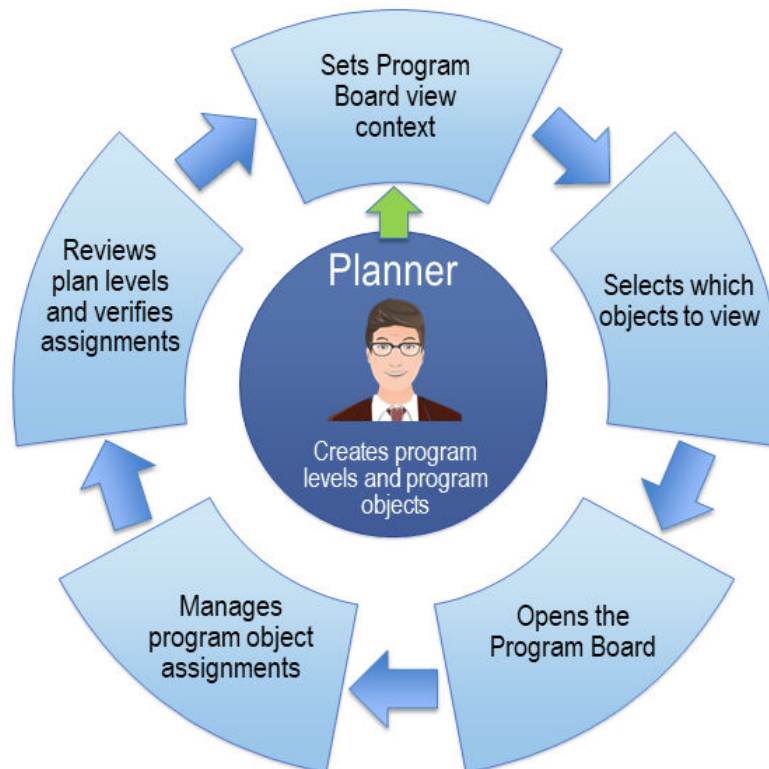 Sets Program
Board view
context
Selects which
objects to view
Opens the
Program Board
Manages
program object
assignments
Reviews
plan levels
and verifies
assignments
Planner
Creates program
levels and program
objects